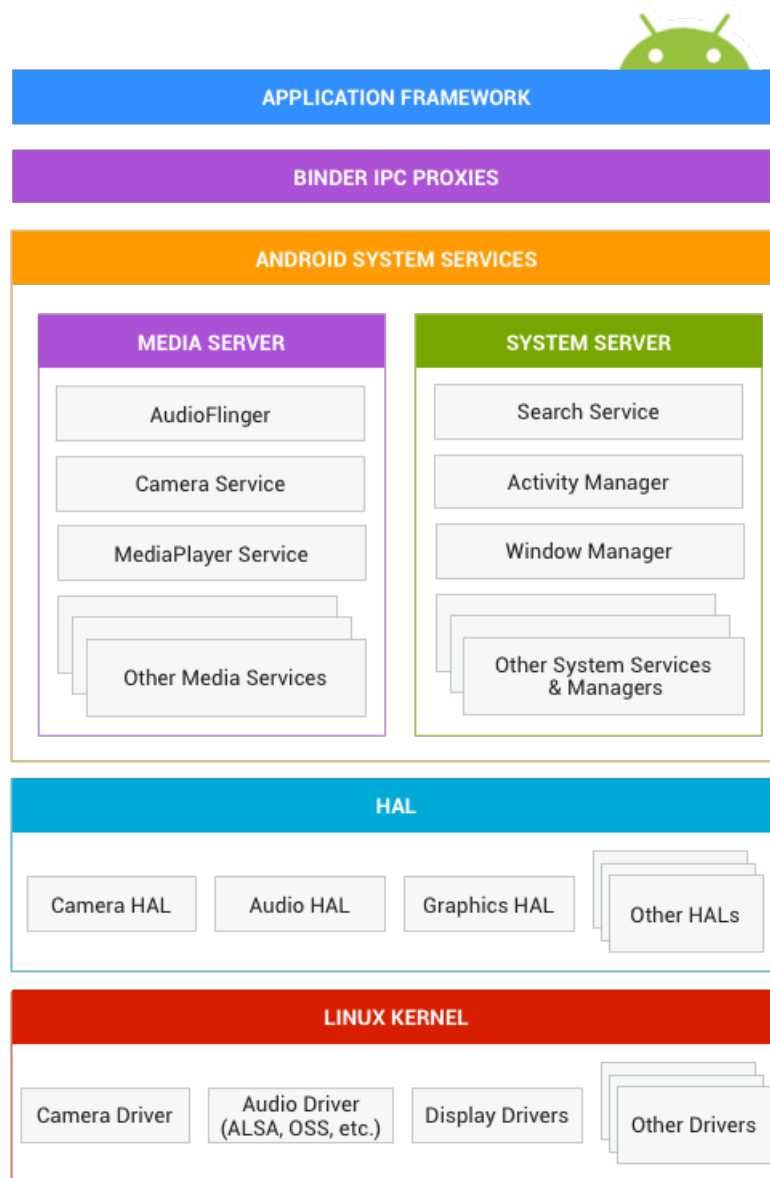 APPLICATION FRAMEWORK
BINDER IPC PROXIES
ANDROID SYSTEM SERVICES
MEDIA SERVER
AudioFlinger
Camera Service
MediaPlayer Service
Other Media Services
SYSTEM SERVER
Search Service
Activity Manager
Window Manager
Other System Services
& Managers
HAL
Camera HAL
Audio HAL
Graphics HAL
Other HALs
LINUX KERNEL
Camera Driver
Audio Driver
(ALSA, OSS, etc.)
Display Drivers
Other Drivers